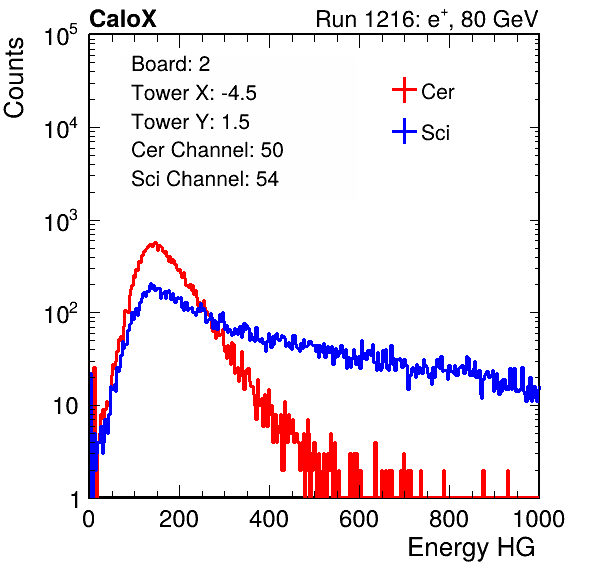 CaloX Run 1216: e⁺, 80 GeV
Counts
10⁵
10⁴
10³
10²
10
1
Board: 2
Tower X: -4.5
Tower Y: 1.5
Cer Channel: 50
Sci Channel: 54
Cer
Sci
0 200 400 600 800 1000
Energy HG